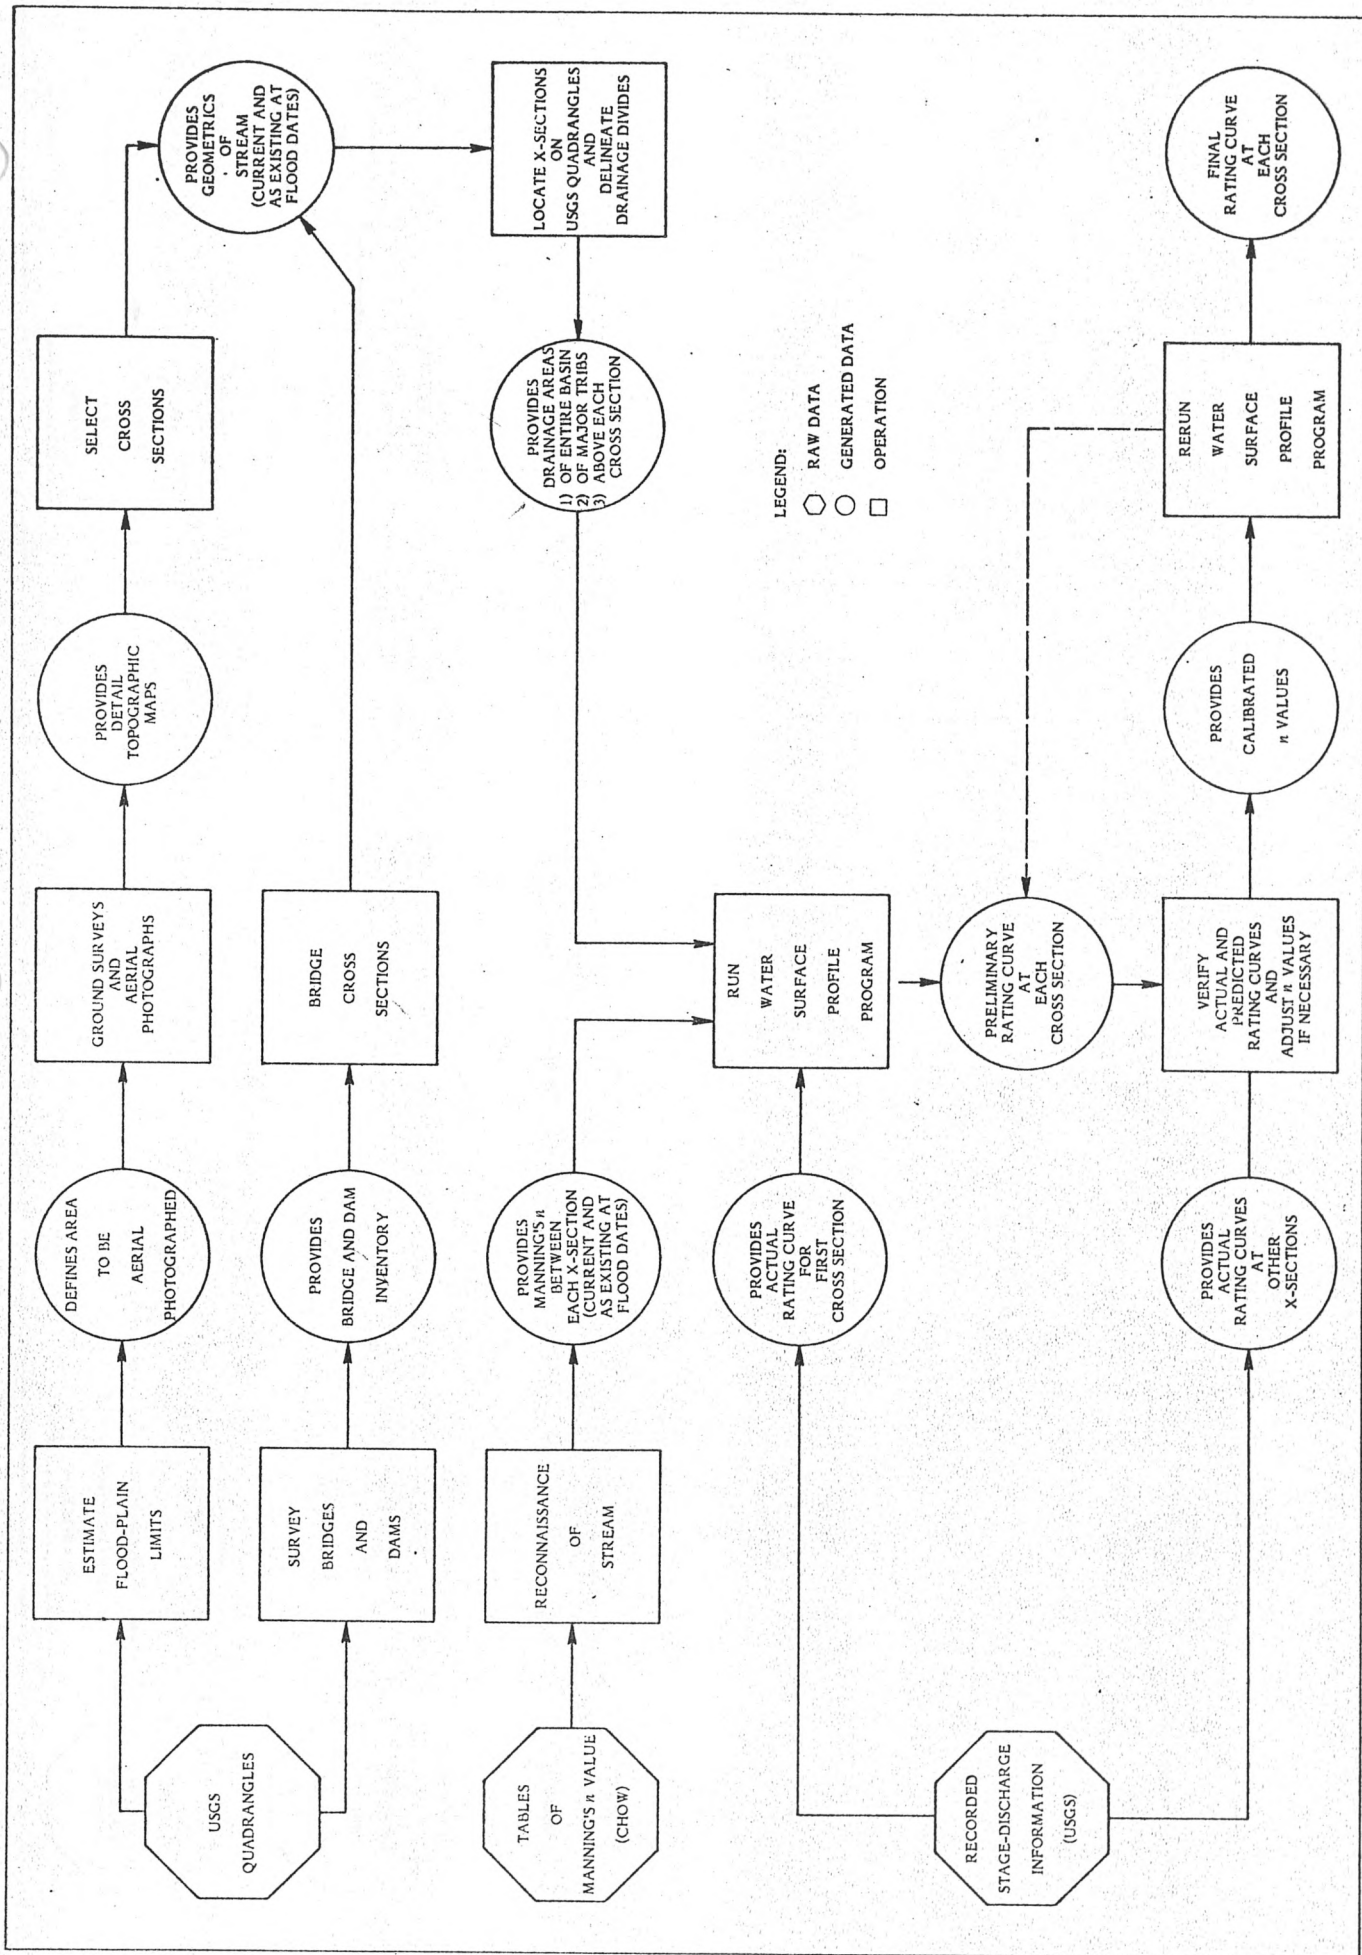 USGS
QUADRANGLES
ESTIMATE
FLOOD-PLAIN
LIMITS
DEFINES AREA
TO BE
AERIAL
PHOTOGRAPHED
GROUND SURVEYS
AND
AERIAL
PHOTOGRAPHS
PROVIDES
DETAIL
TOPOGRAPHIC
MAPS
SELECT
CROSS
SECTIONS
PROVIDES
GEOMETRICS
OF
STREAM
(CURRENT AND
AS EXISTING AT
FLOOD DATES)
SURVEY
BRIDGES
AND
DAMS
PROVIDES
BRIDGE AND DAM
INVENTORY
BRIDGE
CROSS
SECTIONS
LOCATE X-SECTIONS
ON
USGS QUADRANGLES
AND
DELINEATE
DRAINAGE DIVIDES
TABLES
OF
MANNING'S n VALUE
(CHOW)
RECONNAISSANCE
OF
STREAM
PROVIDES
MANNING'S n
BETWEEN
EACH X-SECTION
(CURRENT AND
AS EXISTING AT
FLOOD DATES)
PROVIDES
DRAINAGE AREAS
1) OF ENTIRE BASIN
2) OF MAJOR TRIBS
3) ABOVE EACH
CROSS SECTION
PROVIDES
ACTUAL
RATING CURVE
FOR
FIRST
CROSS SECTION
RUN
WATER
SURFACE
PROFILE
PROGRAM
LEGEND:
RAW DATA
GENERATED DATA
OPERATION
RECORDED
STAGE-DISCHARGE
INFORMATION
(USGS)
PRELIMINARY
RATING CURVE
AT
EACH
CROSS SECTION
PROVIDES
ACTUAL
RATING CURVES
AT
OTHER
X-SECTIONS
VERIFY
ACTUAL AND
PREDICTED
RATING CURVES
AND
ADJUST n VALUES
IF NECESSARY
PROVIDES
CALIBRATED
n VALUES
RERUN
WATER
SURFACE
PROFILE
PROGRAM
FINAL
RATING CURVE
AT
EACH
CROSS SECTION